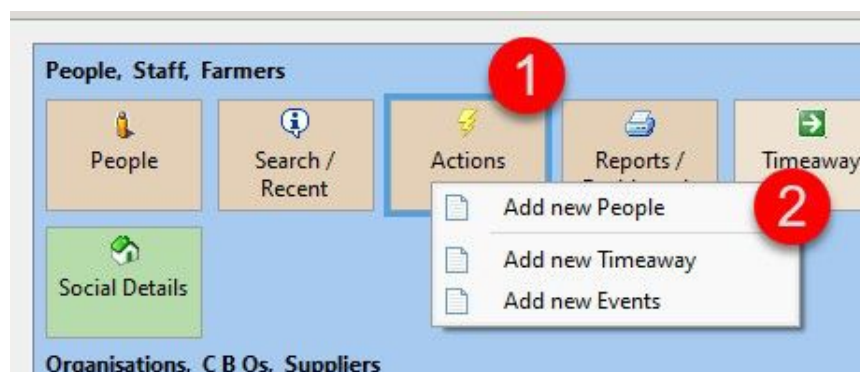 People, Staff, Farmers
1
People
Search /
Recent
Actions
Reports /
Timeaway
Add new People
2
Add new Timeaway
Add new Events
Social Details
Organisations, C B Os, Suppliers